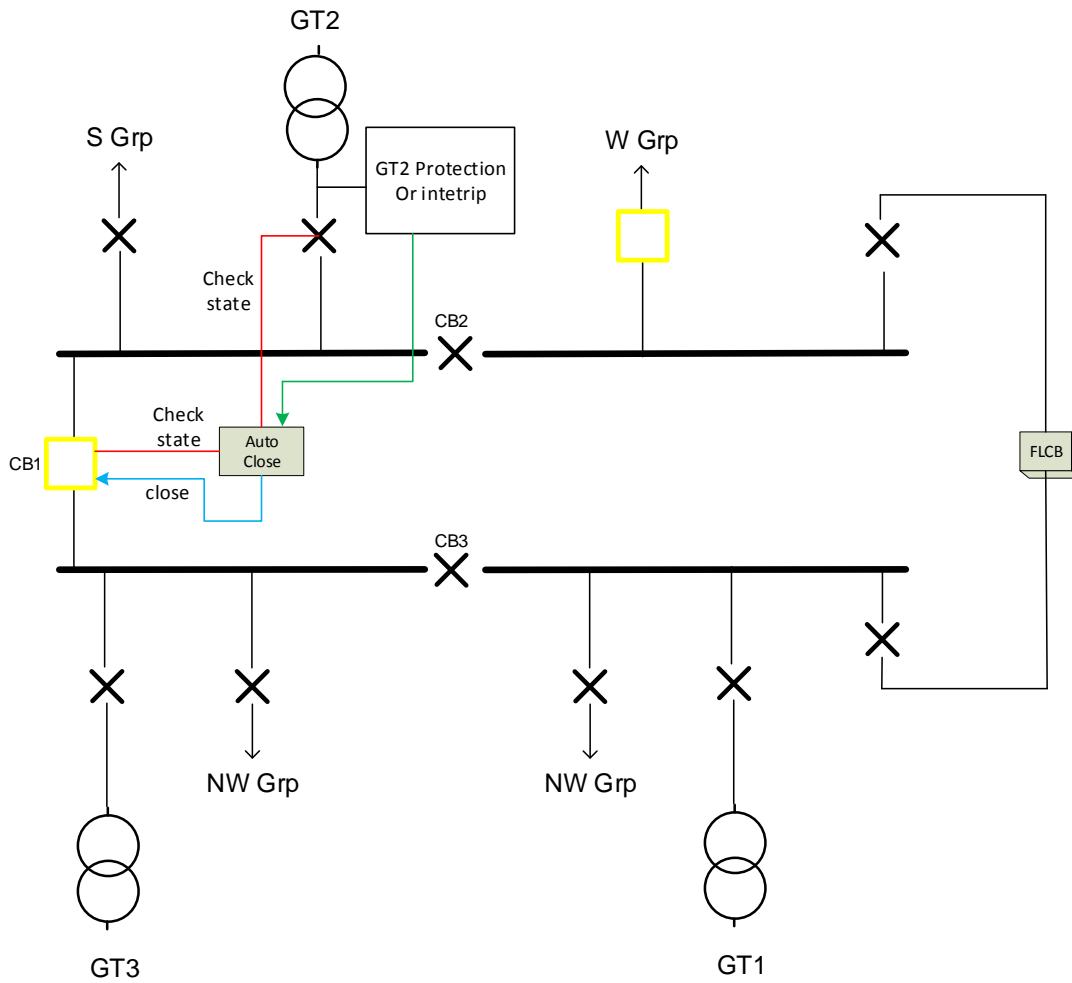 GT2
S Grp
GT2 Protection
Or intetrip
W Grp
Check
state
CB2
Check
state
Auto
Close
CB1
close
FLCB
CB3
NW Grp
NW Grp
GT3
GT1